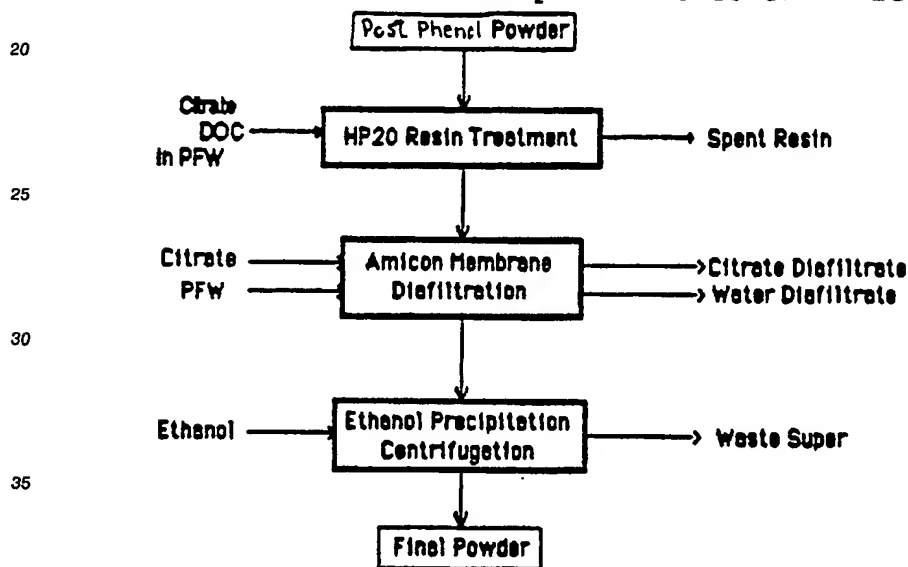 Post Phenol Powder
20
Citrate
DOC
in PFW
HP20 Resin Treatment
Spent Resin
25
Citrate
PFW
Amicon Membrane
Diafiltration
Citrate Diafiltrate
Water Diafiltrate
30
Ethanol
Ethanol Precipitation
Centrifugation
Waste Super
35
Final Powder